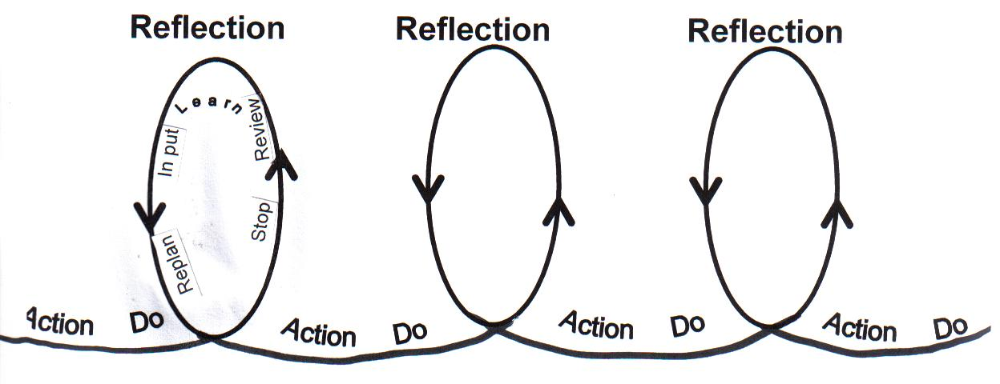 Reflection
Reflection
Reflection
Learn
In put
Review
Stop
Replan
Action Do Action Do Action Do Action Do